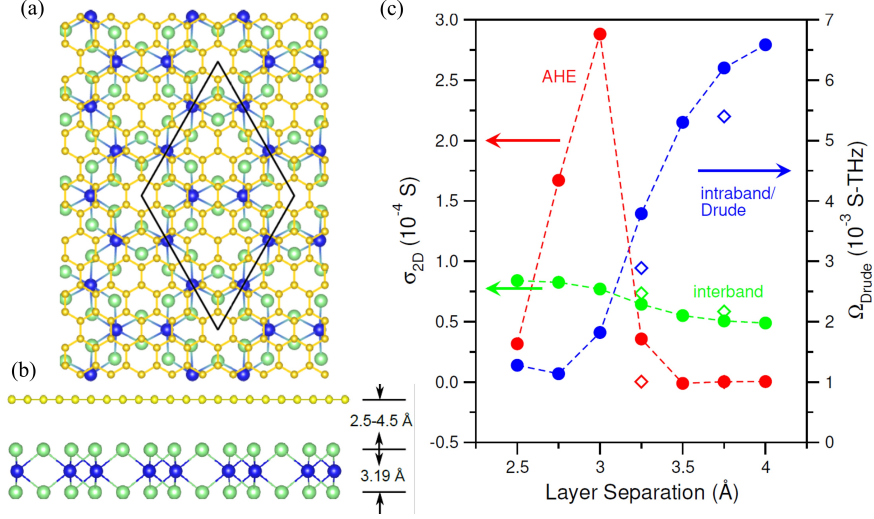 (a)
(b)
2.5-4.5 Å
3.19 Å
(c)
3.0
2.5
2.0
1.5
1.0
0.5
0.0
-0.5
σ2D (10-4 S)
AHE
intraband/
Drude
interband
7
6
5
4
3
2
1
0
ΩDrude (10-3 S-THz)
2.5
3
3.5
4
Layer Separation (Å)